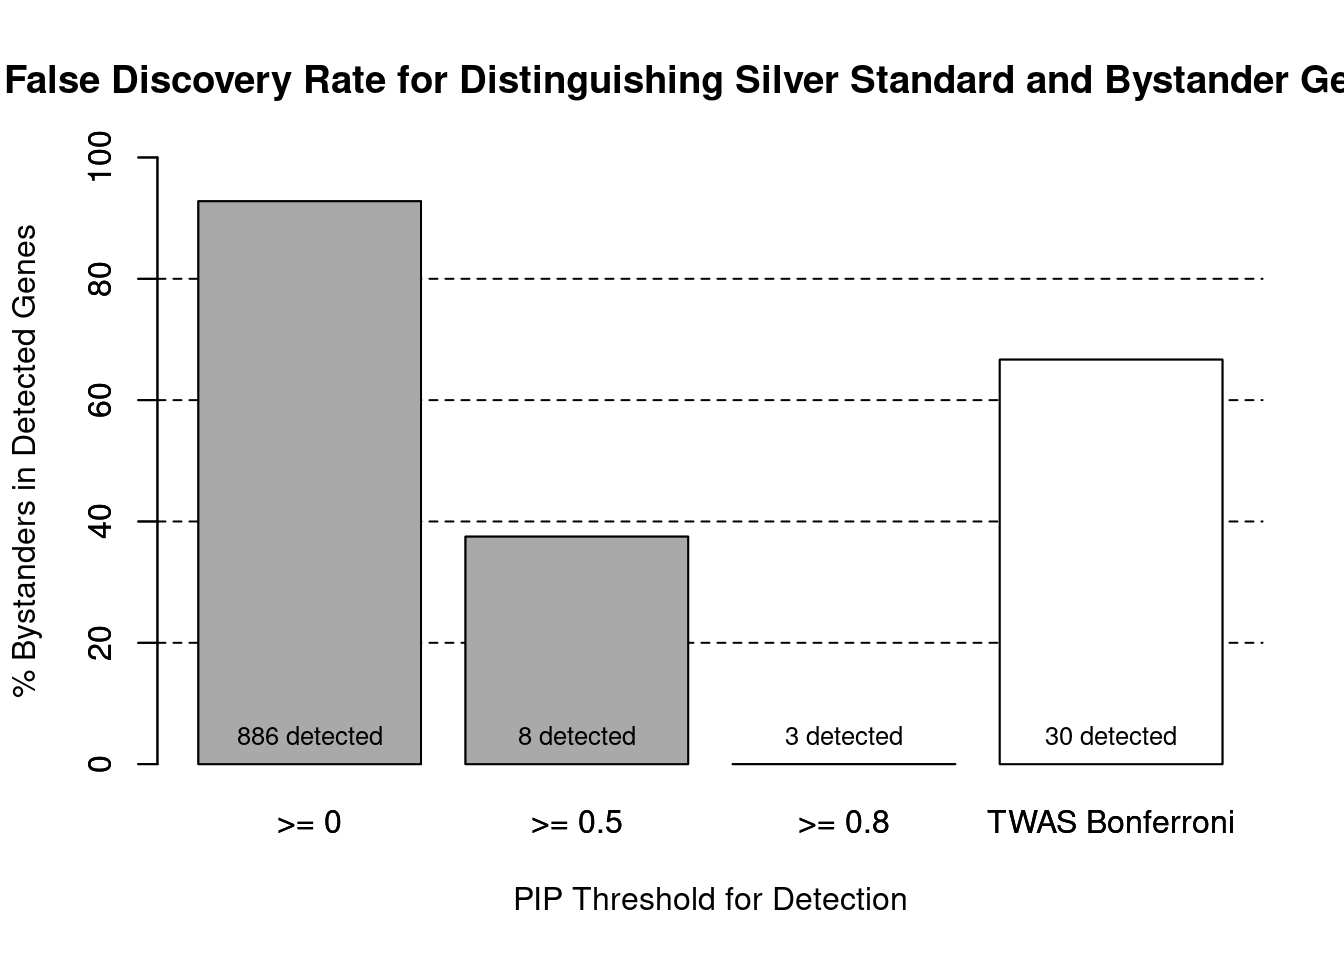 False Discovery Rate for Distinguishing Silver Standard and Bystander Ge
% Bystanders in Detected Genes
100
80
60
40
20
0
886 detected
8 detected
3 detected
30 detected
>= 0
>= 0.5
>= 0.8
TWAS Bonferroni
PIP Threshold for Detection